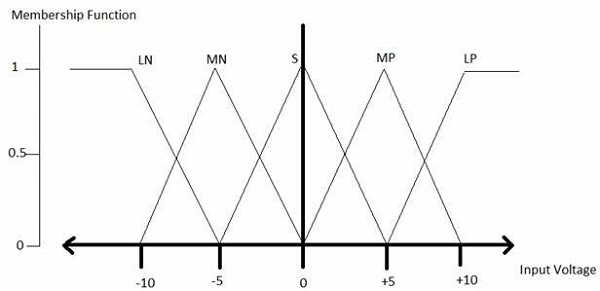 Membership Function
LN MN S MP LP
1
0.5
0
-10 -5 0 +5 +10
Input Voltage